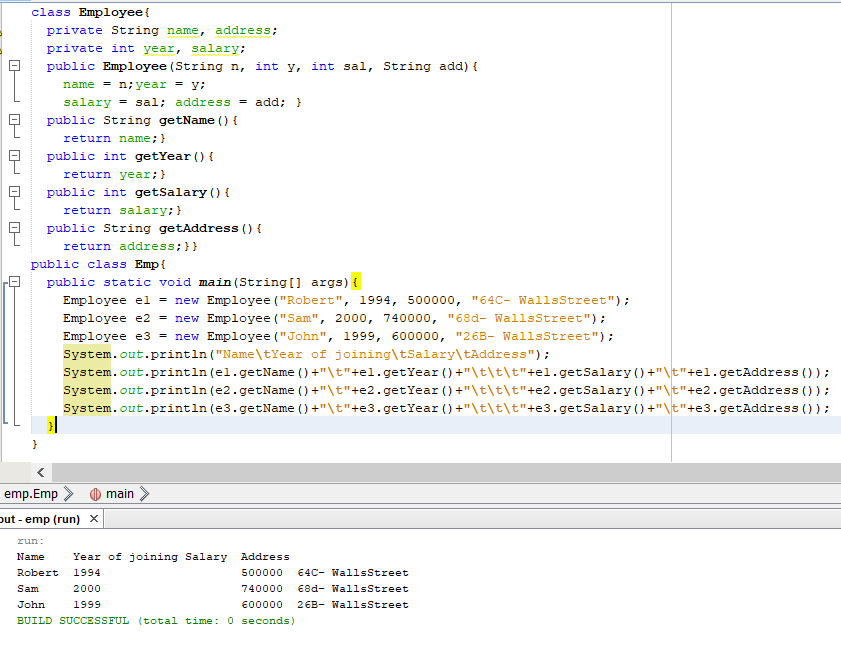 class Employee{
private String name, address;
private int year, salary;
public Employee(String n, int y, int sal, String add){
name = n;year = y;
salary = sal; address = add; }
public String getName(){
return name;}
public int getYear(){
return year;}
public int getSalary(){
return salary;}
public String getAddress(){
return address;}}
public class Emp{
public static void main(String[] args){
Employee e1 = new Employee("Robert", 1994, 500000, "64C- WallsStreet");
Employee e2 = new Employee("Sam", 2000, 740000, "68d- WallsStreet");
Employee e3 = new Employee("John", 1999, 600000, "26B- WallsStreet");
System.out.println("Name\tYear of joining\tSalary\tAddress");
System.out.println(e1.getName()+"\t"+e1.getYear()+"\t\t\t"+e1.getSalary()+"\t"+e1.getAddress());
System.out.println(e2.getName()+"\t"+e2.getYear()+"\t\t\t"+e2.getSalary()+"\t"+e2.getAddress());
System.out.println(e3.getName()+"\t"+e3.getYear()+"\t\t\t"+e3.getSalary()+"\t"+e3.getAddress());
}
}
emp.Emp main
out - emp (run)
run:
Name Year of joining Salary Address
Robert 1994 500000 64C- WallsStreet
Sam 2000 740000 68d- WallsStreet
John 1999 600000 26B- WallsStreet
BUILD SUCCESSFUL (total time: 0 seconds)